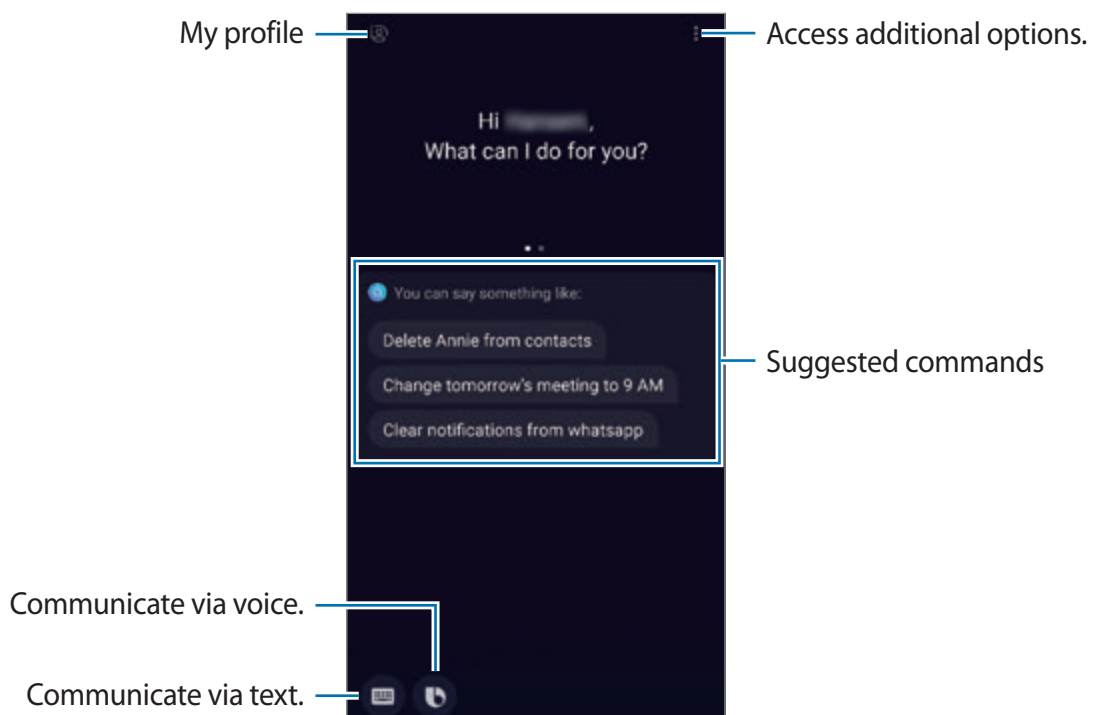 My profile
Access additional options.
Hi ,
What can I do for you?
You can say something like:
Delete Annie from contacts
Change tomorrow's meeting to 9 AM
Suggested commands
Clear notifications from whatsapp
Communicate via voice.
Communicate via text.